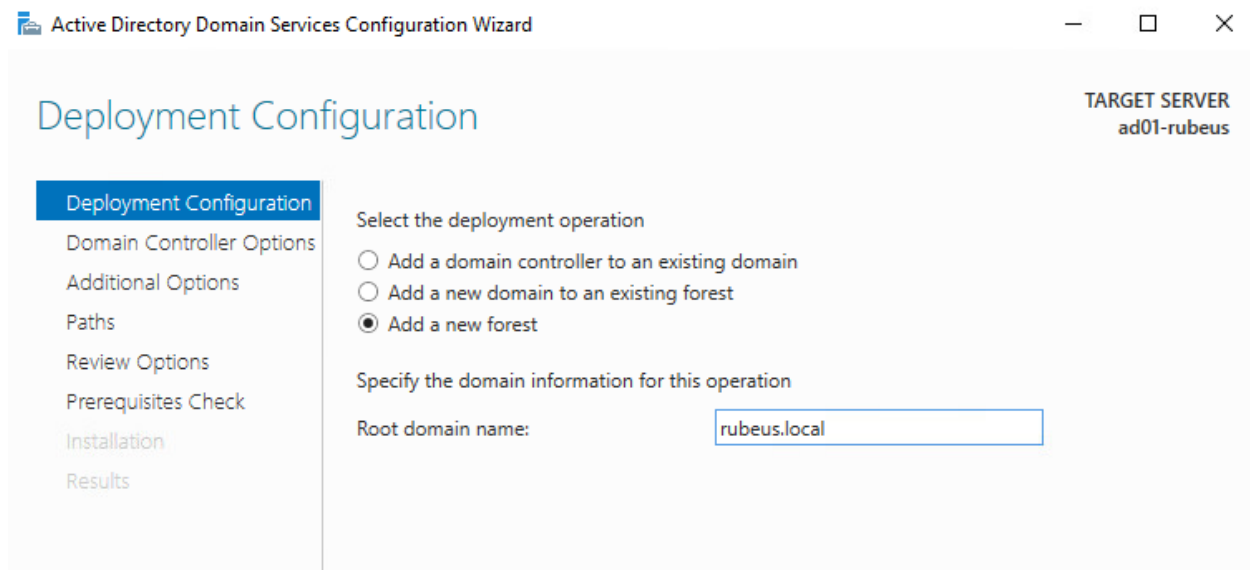 Active Directory Domain Services Configuration Wizard
Deployment Configuration
TARGET SERVER
ad01-rubeus
Deployment Configuration
Domain Controller Options
Additional Options
Paths
Review Options
Prerequisites Check
Installation
Results
Select the deployment operation
Add a domain controller to an existing domain
Add a new domain to an existing forest
Add a new forest
Specify the domain information for this operation
Root domain name: rubeus.local